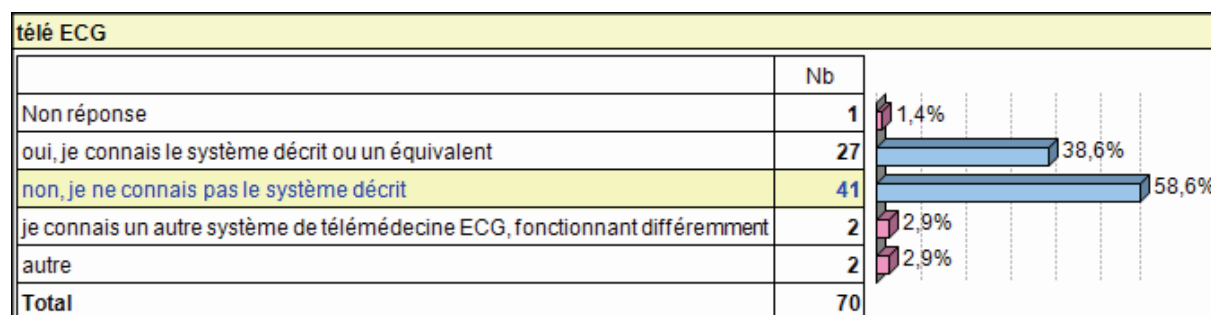 télé ECG
Nb
Non réponse 1 1,4%
oui, je connais le système décrit ou un équivalent 27 38,6%
non, je ne connais pas le système décrit 41 58,6%
je connais un autre système de télémédecine ECG, fonctionnant différemment 2 2,9%
autre 2 2,9%
Total 70